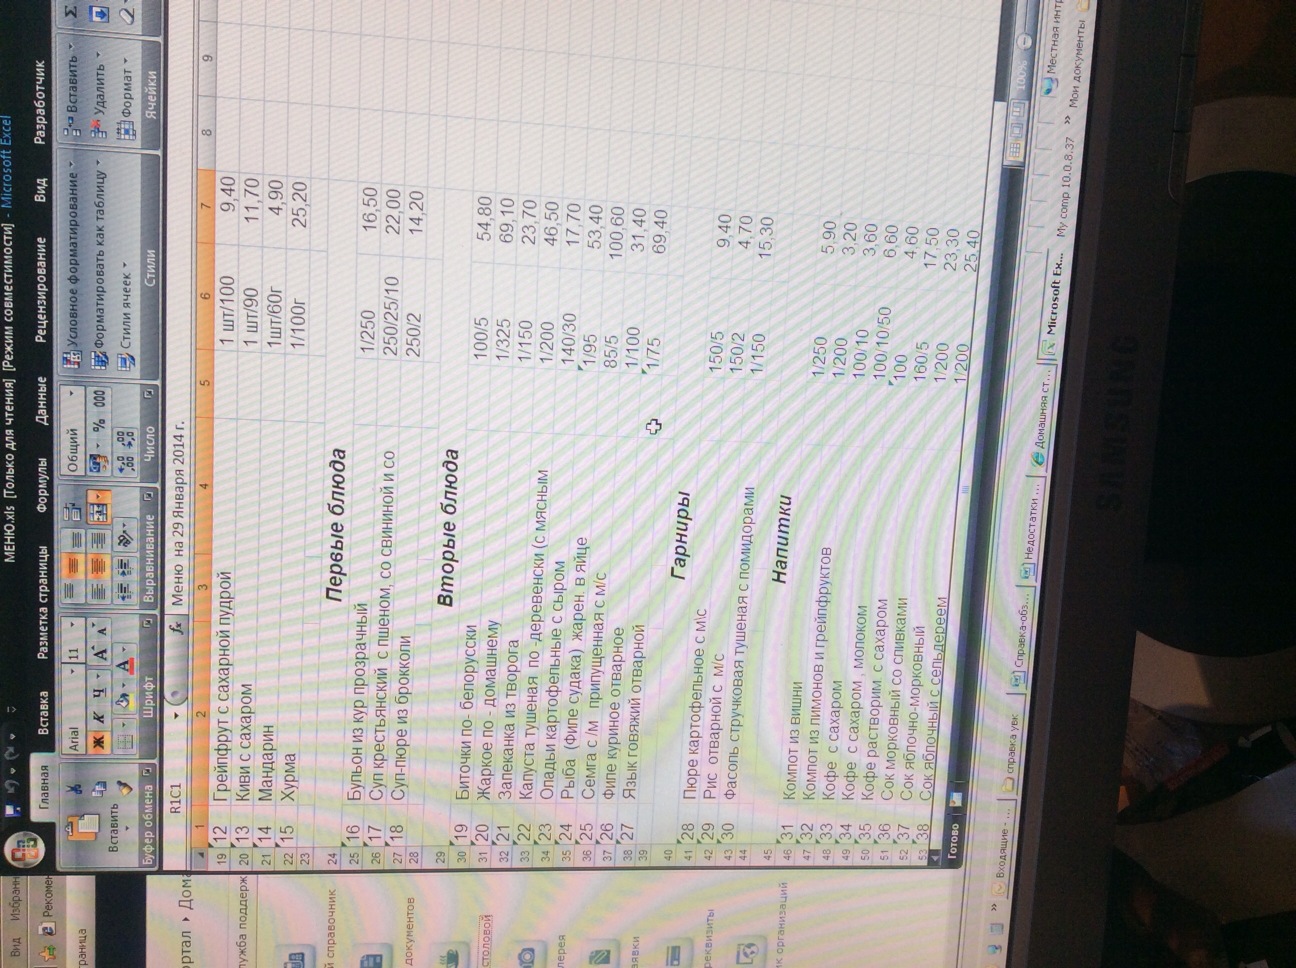 Вид Избранн
МЕНЮ.xls [Только для чтения] [Режим совместимости] - Microsoft Excel
Рекомен
Главная Вставка Разметка страницы Формулы Данные Рецензирование Вид Разработчик
Вставить
Arial 11
Ж К Ч А А
А
Общий
% 000
Условное форматирование
Форматировать как таблицу
Стили ячеек
Вставить
Удалить
Формат
Σ
Буфер обмена Шрифт Выравнивание Число Стили Ячейки
R1C1 fx Меню на 29 Января 2014 г.
1 2 3 4 5 6 7 8 9
19 12 Грейпфрут с сахарной пудрой 1 шт/100 9,40
20 13 Киви с сахаром 1 шт/90 11,70
21 14 Мандарин 1шт/60г 4,90
22 15 Хурма 1/100г 25,20
23
24 Первые блюда
25 16 Бульон из кур прозрачный 1/250 16,50
26 17 Суп крестьянский с пшеном, со свининой и со 250/25/10 22,00
27 18 Суп-пюре из брокколи 250/2 14,20
28
29 Вторые блюда
30 19 Биточки по- белорусски 100/5 54,80
31 20 Жаркое по - домашнему 1/325 69,10
32 21 Запеканка из творога 1/150 23,70
33 22 Капуста тушеная по -деревенски (с мясным 1/200 46,50
34 23 Оладьи картофельные с сыром 140/30 17,70
35 24 Рыба (Филе судака) жарен. в яйце 1/95 53,40
36 25 Семга с /м припущенная с м/с 85/5 100,60
37 26 Филе куриное отварное 1/100 31,40
38 27 Язык говяжий отварной 1/75 69,40
39
40 Гарниры
41 28 Пюре картофельное с м\с 150/5 9,40
42 29 Рис отварной с м/с 150/2 4,70
43 30 Фасоль стручковая тушеная с помидорами 1/150 15,30
44
45 Напитки
46 31 Компот из вишни 1/250 5,90
47 32 Компот из лимонов и грейпфруктов 1/200 3,20
48 33 Кофе с сахаром 100/10 3,60
49 34 Кофе с сахаром , молоком 100/10/50 6,60
50 35 Кофе растворим. с сахаром 100 4,60
51 36 Сок морковный со сливками 160/5 17,50
52 37 Сок яблочно-морковный 1/200 23,30
53 38 Сок яблочный с сельдереем 1/200 25,40
раница
ортал Дома
лужба поддерж
й справочник
документов
столовой
лерея
аявки
реквизиты
ик организаций
Готово 100%
Входящие - ... справка увк Справка-обз... Недостатки ... Домашняя ст... Microsoft Ex... My comp 10.0.8.37 Мои документы
Местная интр
SAMSUNG